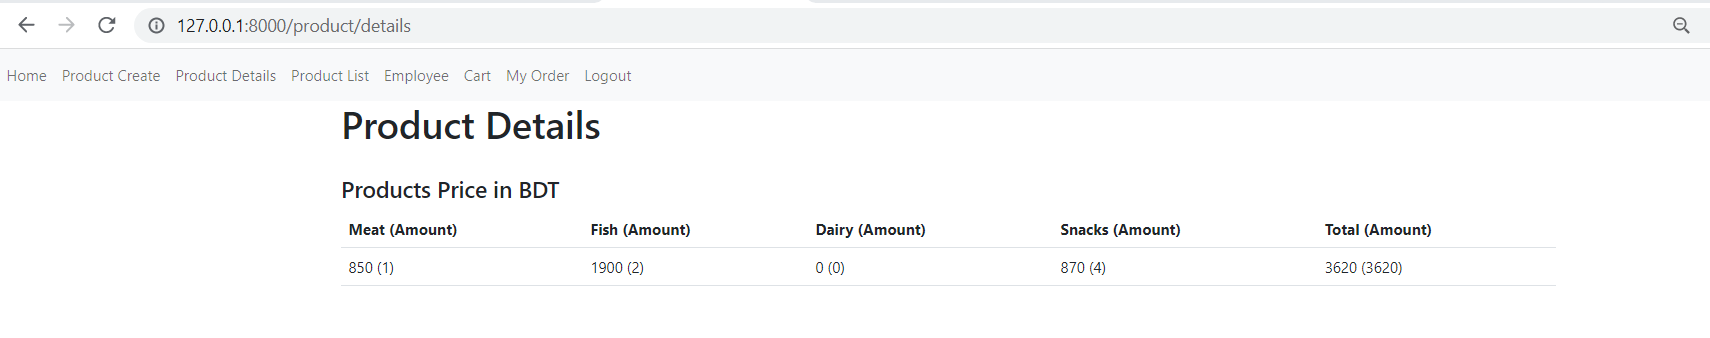 127.0.0.1:8000/product/details
Home Product Create Product Details Product List Employee Cart My Order Logout
Product Details
Products Price in BDT
Meat (Amount) Fish (Amount) Dairy (Amount) Snacks (Amount) Total (Amount)
850 (1) 1900 (2) 0 (0) 870 (4) 3620 (3620)